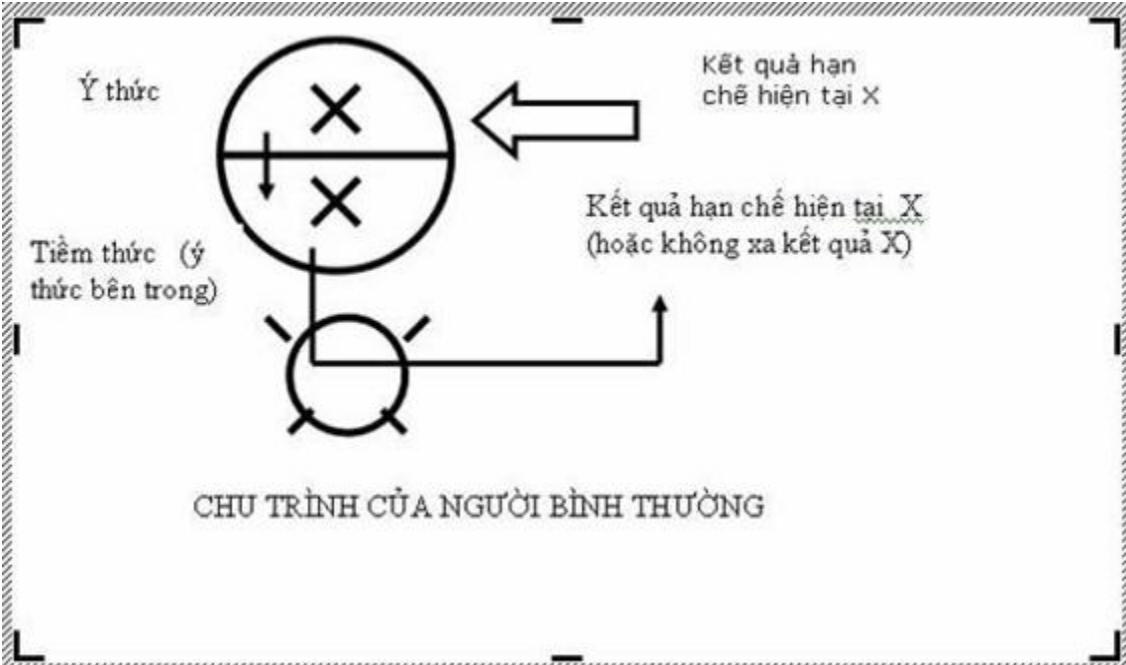 Ý thức
Kết quả hạn
chế hiện tại X
Kết quả hạn chế hiện tại X
(hoặc không xa kết quả X)
Tiềm thức (ý
thức bên trong)
CHU TRÌNH CỦA NGƯỜI BÌNH THƯỜNG